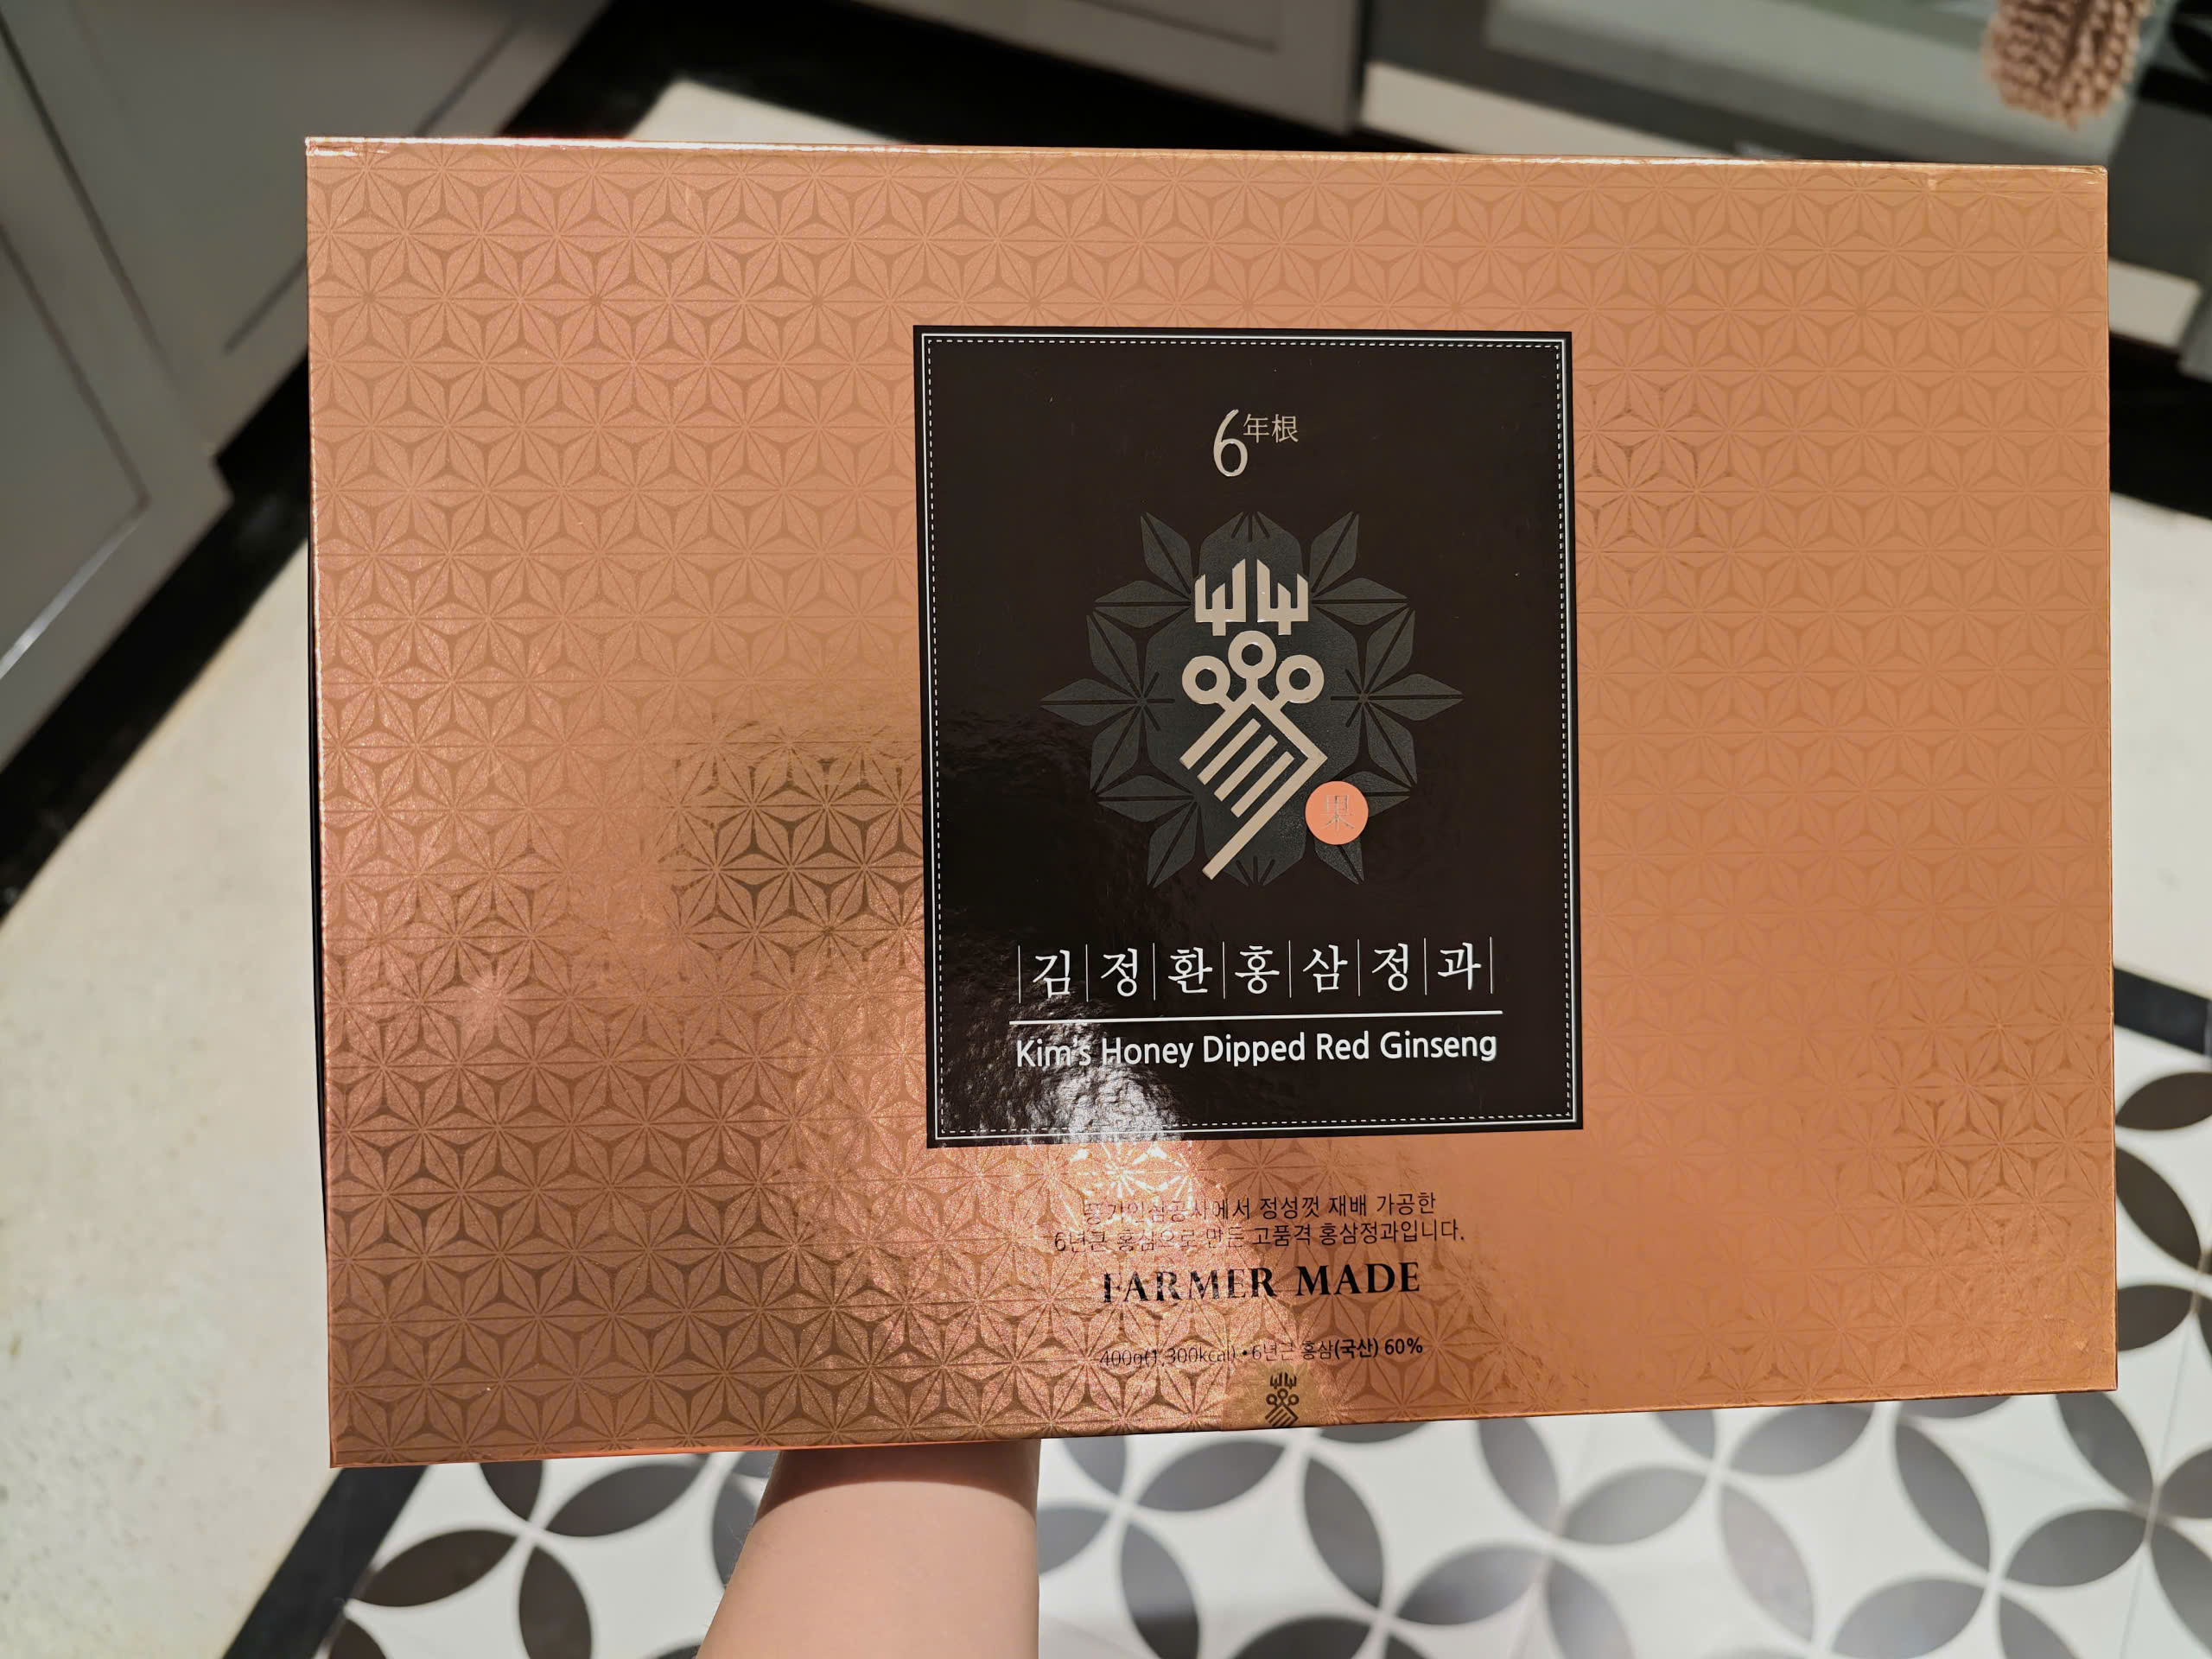 6年根
果
김정환홍삼정과
Kim's Honey Dipped Red Ginseng
풍기인삼공사에서 정성껏 재배 가공한
6년근 홍삼으로 만든 고품격 홍삼정과입니다.
FARMER MADE
400g(1,300kcal) • 6년근 홍삼(국산) 60%